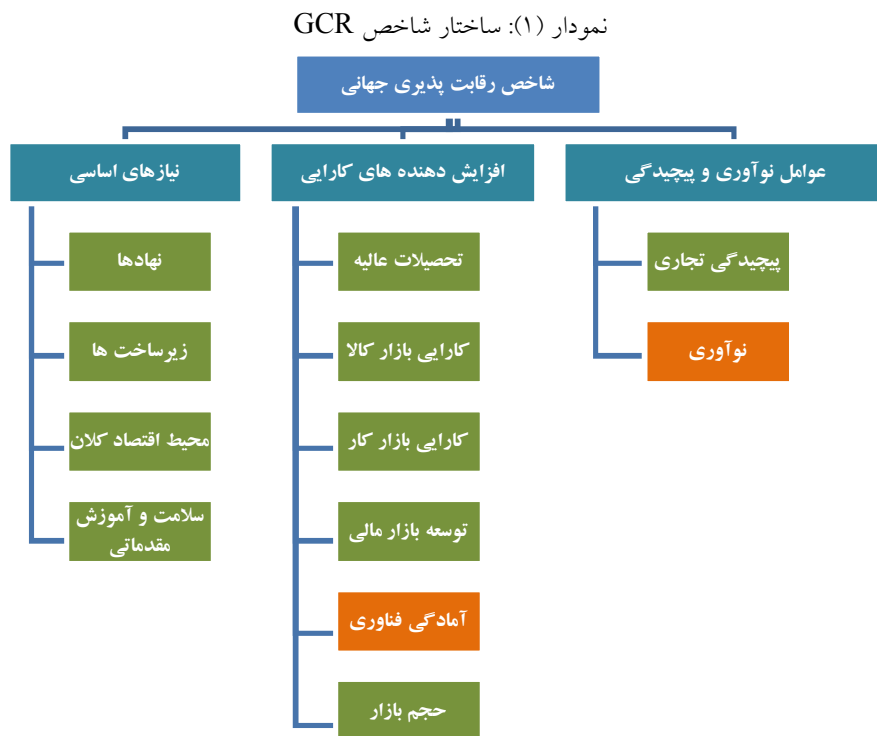 نمودار (۱): ساختار شاخص GCR
شاخص رقابت پذیری جهانی
عوامل نوآوری و پیچیدگی
پیچیدگی تجاری
نوآوری
افزایش دهنده های کارایی
تحصیلات عالیه
کارایی بازار کالا
کارایی بازار کار
توسعه بازار مالی
آمادگی فناوری
حجم بازار
نیازهای اساسی
نهادها
زیرساخت ها
محیط اقتصاد کلان
سلامت و آموزش
مقدماتی